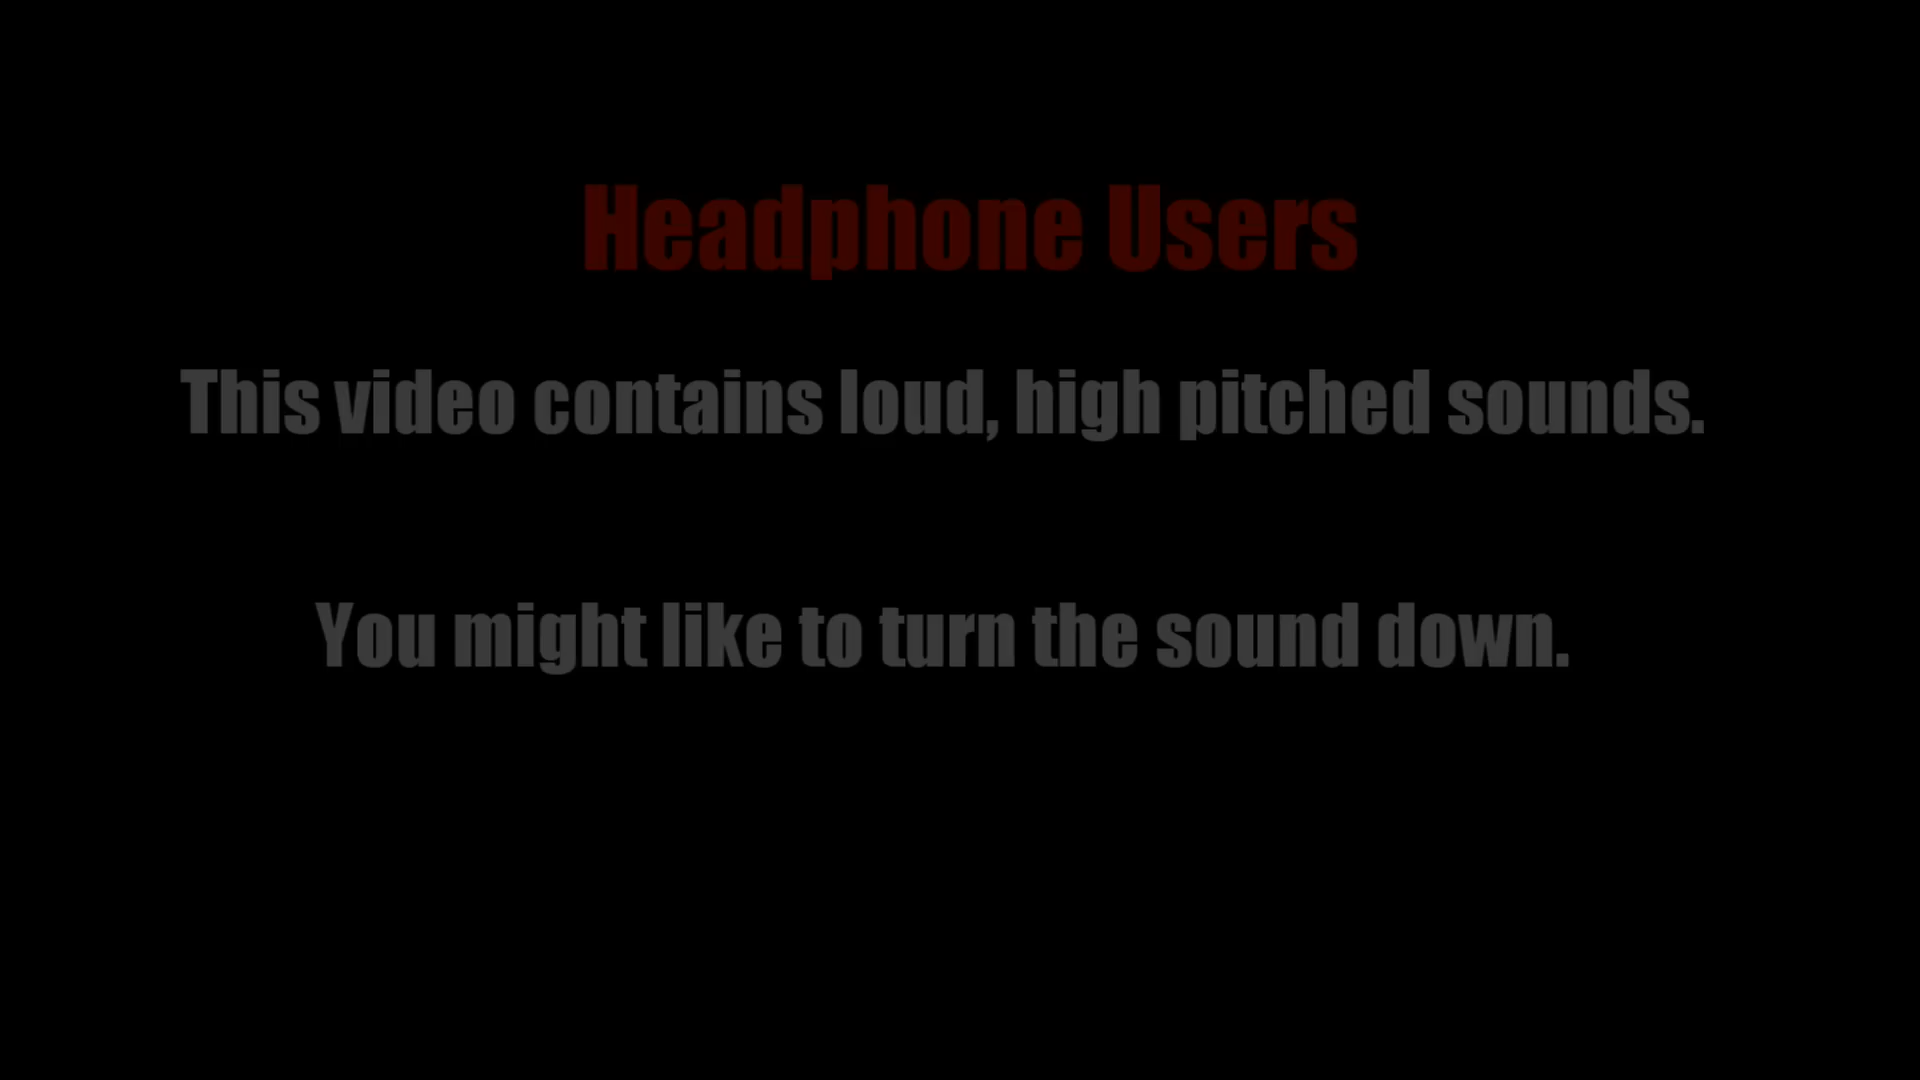 Headphone Users
This video contains loud, high pitched sounds.
You might like to turn the sound down.